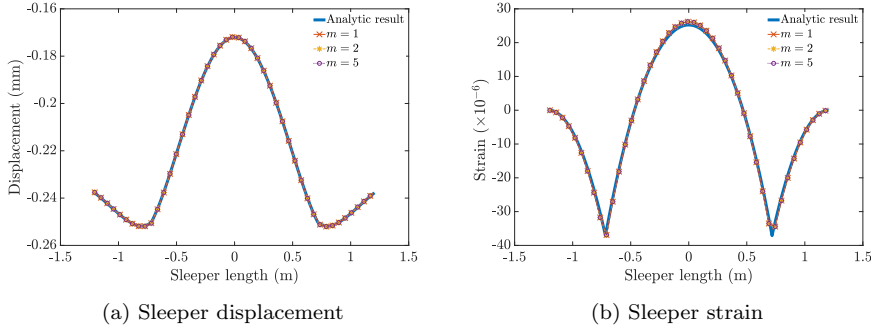 -0.16
-0.18
-0.2
-0.22
-0.24
-0.26
Displacement (mm)
-1.5 -1 -0.5 0 0.5 1 1.5
Sleeper length (m)
Analytic result
m = 1
m = 2
m = 5
(a) Sleeper displacement
30
20
10
0
-10
-20
-30
-40
Strain (×10⁻⁶)
-1.5 -1 -0.5 0 0.5 1 1.5
Sleeper length (m)
Analytic result
m = 1
m = 2
m = 5
(b) Sleeper strain